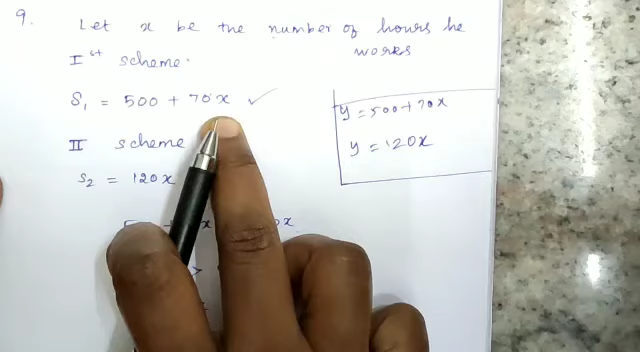 9.
Let x be the number of hours he
works
Iˢᵗ scheme.
S₁ = 500 + 70x ✓
y = 500 + 70x
II scheme
y = 120x
S₂ = 120x